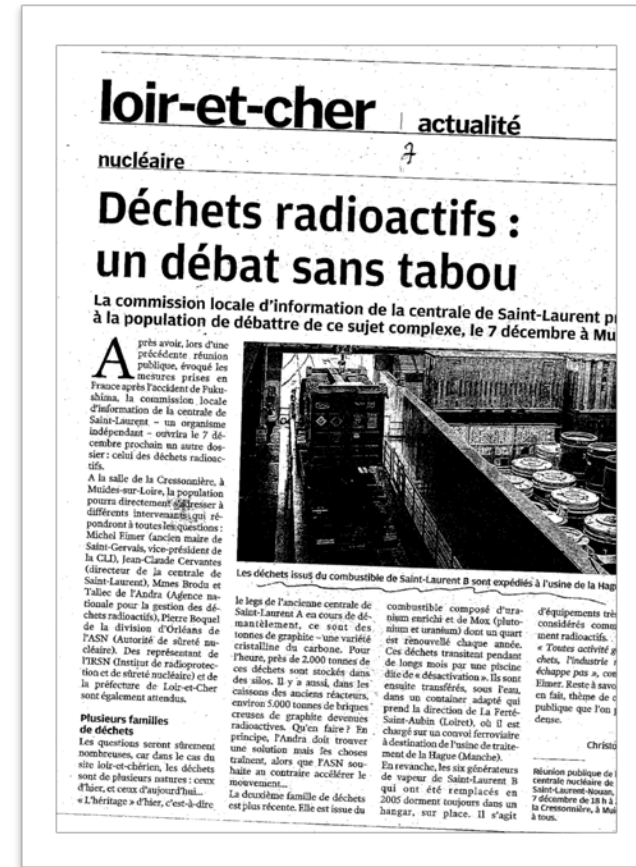 loir-et-cher
actualité
7
nucléaire
Déchets radioactifs :
un débat sans tabou
La commission locale d'information de la centrale de Saint-Laurent
à la population de débattre de ce sujet complexe, le 7 décembre à
Après avoir, lors d'une
précédente réunion
publique, évoqué les
mesures prises en
France après l'accident de Fuku-
shima, la commission locale
d'information de la centrale de
Saint-Laurent – un organisme
indépendant – ouvrira le 7 dé-
cembre prochain un autre dos-
sier : celui des déchets radioac-
tifs.
A la salle de la Cressonnière, à
Muides-sur-Loire, la population
pourra directement s'adresser à
différents intervenants qui ré-
pondront à toutes les questions :
Michel Eimer (ancien maire de
Saint-Gervais, vice-président de
la CLI), Jean-Claude Cervantes
(directeur de la centrale de
Saint-Laurent), Mmes Brodu et
Tallec de l'Andra (Agence na-
tionale pour la gestion des dé-
chets radioactifs), Pierre Boquel
de la division d'Orléans de
l'ASN (Autorité de sûreté nu-
cléaire). Des représentant de
l'IRSN (Institut de radioprotec-
tion et de sûreté nucléaire) et de
la préfecture de Loir-et-Cher
sont également attendus.
Plusieurs familles
de déchets
Les questions seront sûrement
nombreuses, car dans le cas du
site loir-et-chérien, les déchets
sont de plusieurs natures : ceux
d'hier, et ceux d'aujourd'hui...
« L'héritage » d'hier, c'est-à-dire
Les déchets issus du combustible de Saint-Laurent B sont expédiés à l'usine de la
le legs de l'ancienne centrale de
Saint-Laurent A en cours de dé-
mantèlement, ce sont des
tonnes de graphite – une variété
cristalline du carbone. Pour
l'heure, près de 2.000 tonnes de
ces déchets sont stockés dans
des silos. Il y a aussi, dans les
caissons des anciens réacteurs,
environ 5.000 tonnes de briques
creuses de graphite devenues
radioactives. Qu'en faire ? En
principe, l'Andra doit trouver
une solution mais les choses
traînent, alors que l'ASN sou-
haite au contraire accélérer le
mouvement...
La deuxième famille de déchets
est plus récente. Elle est issue du
combustible composé d'ura-
nium enrichi et de Mox (pluto-
nium et uranium) dont un quart
est renouvellé chaque année.
Ces déchets transitent pendant
de longs mois par une piscine
dite de « désactivation ». Ils sont
ensuite transférés, sous l'eau,
dans un container adapté qui
prend la direction de La Ferté-
Saint-Aubin (Loiret), où il est
chargé sur un convoi ferroviaire
à destination de l'usine de traite-
ment de la Hague (Manche).
En revanche, les six générateurs
de vapeur de Saint-Laurent B
qui ont été remplacés en
2005 dorment toujours dans un
hangar, sur place. Il s'agit
d'équipements
considérés
ment radioactifs.
« Toutes activité
chets, l'industrie
échappe pas »,
Eimer. Reste à
en fait, thème de
publique que l'on
dense.
Réunion publique de
centrale nucléaire de
Saint-Laurent-Nouan,
7 décembre de 18 h à
la Cressonnière, à
à tous.